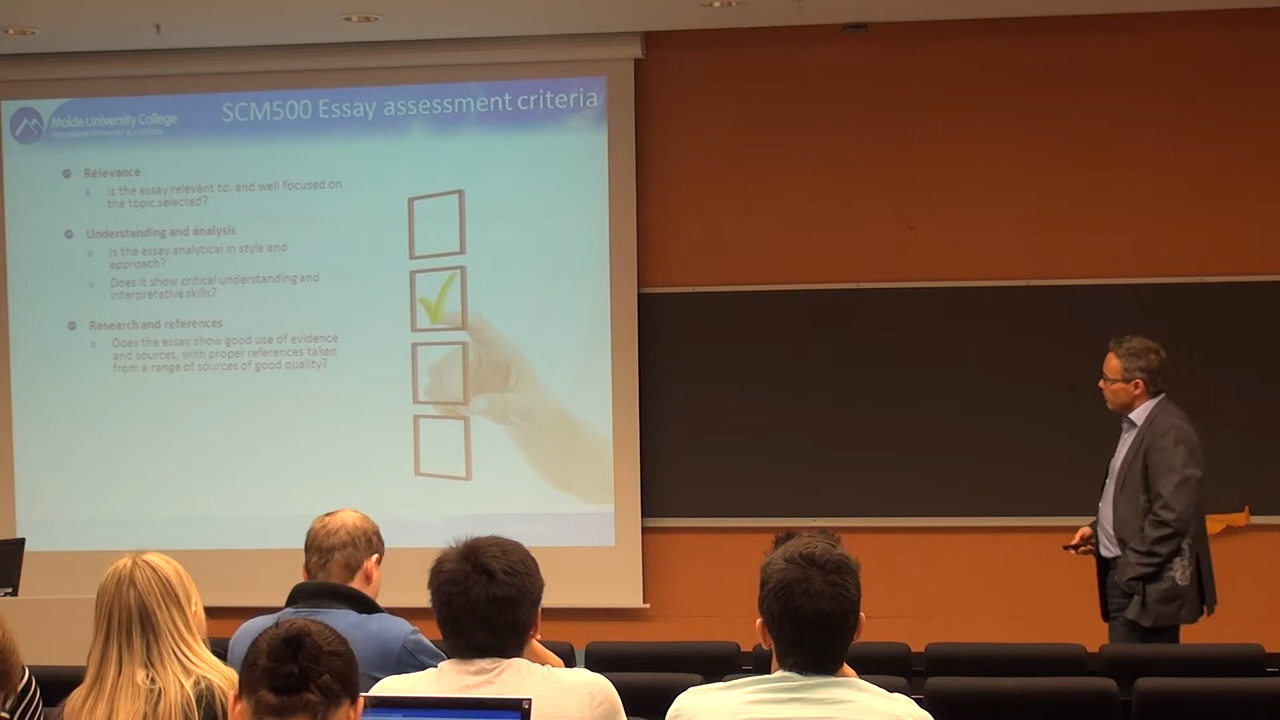 SCM500 Essay assessment criteria
Molde University College
Relevance
Is the essay relevant to, and well focused on
the topic selected?
Understanding and analysis
Is the essay analytical in style and
approach?
Does it show critical understanding and
interpretative skills?
Research and references
Does the essay show good use of evidence
and sources, with proper references taken
from a range of sources of good quality?